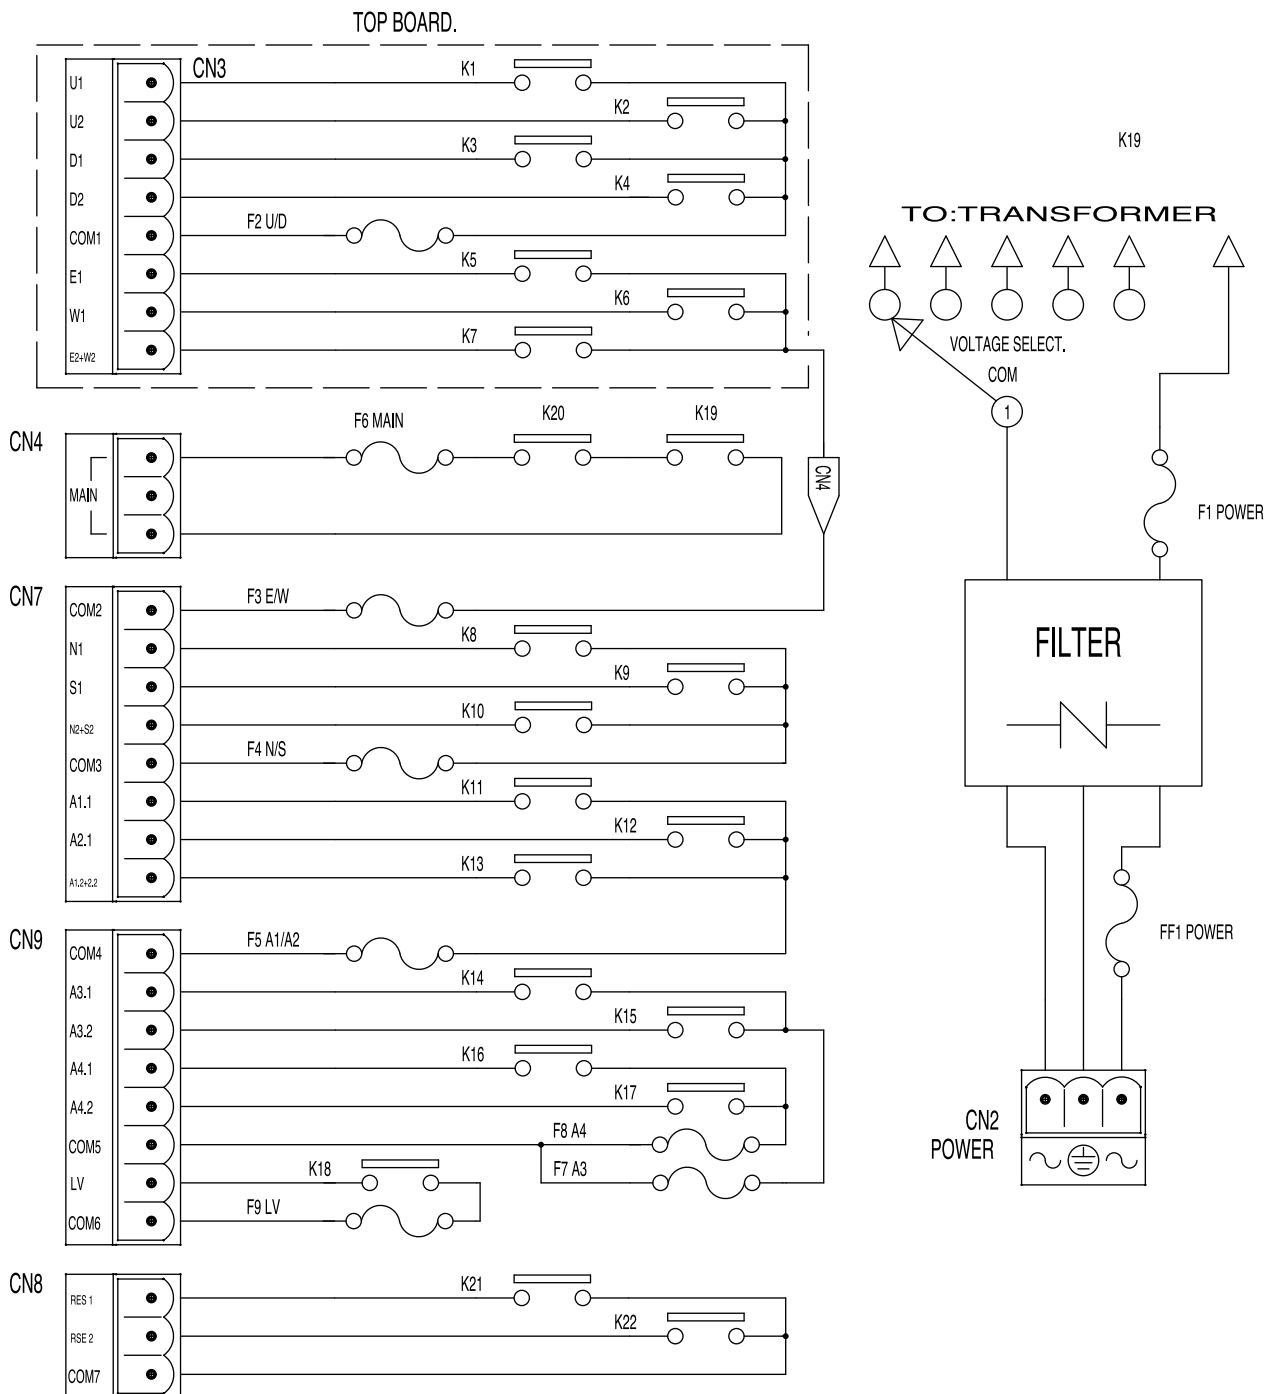 TOP BOARD.
CN3
U1
K1
U2
K2
D1
K3
D2
K4
COM1
F2 U/D
E1
K5
W1
K6
E2+W2
K7
CN4
MAIN
F6 MAIN
K20
K19
CN4
CN7
COM2
F3 E/W
N1
K8
S1
K9
N2+S2
K10
COM3
F4 N/S
A1.1
K11
A2.1
K12
A1.2+2.2
K13
CN9
COM4
F5 A1/A2
A3.1
K14
A3.2
K15
A4.1
K16
A4.2
K17
COM5
F8 A4
F7 A3
LV
K18
COM6
F9 LV
CN8
RES 1
K21
RSE 2
K22
COM7
K19
TO:TRANSFORMER
VOLTAGE SELECT.
COM
1
F1 POWER
FILTER
FF1 POWER
CN2
POWER